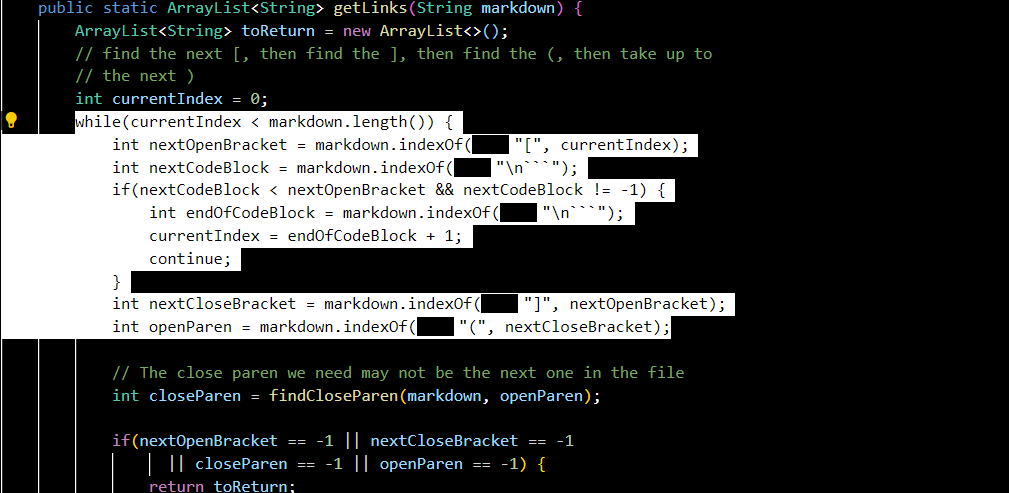 public static ArrayList<String> getLinks(String markdown) {
ArrayList<String> toReturn = new ArrayList<>();
// find the next [, then find the ], then find the (, then take up to
// the next )
int currentIndex = 0;
while(currentIndex < markdown.length()) {
int nextOpenBracket = markdown.indexOf( "[", currentIndex);
int nextCodeBlock = markdown.indexOf( "\n```");
if(nextCodeBlock < nextOpenBracket && nextCodeBlock != -1) {
int endOfCodeBlock = markdown.indexOf( "\n```");
currentIndex = endOfCodeBlock + 1;
continue;
}
int nextCloseBracket = markdown.indexOf( "]", nextOpenBracket);
int openParen = markdown.indexOf( "(", nextCloseBracket);
// The close paren we need may not be the next one in the file
int closeParen = findCloseParen(markdown, openParen);
if(nextOpenBracket == -1 || nextCloseBracket == -1
|| closeParen == -1 || openParen == -1) {
return toReturn;